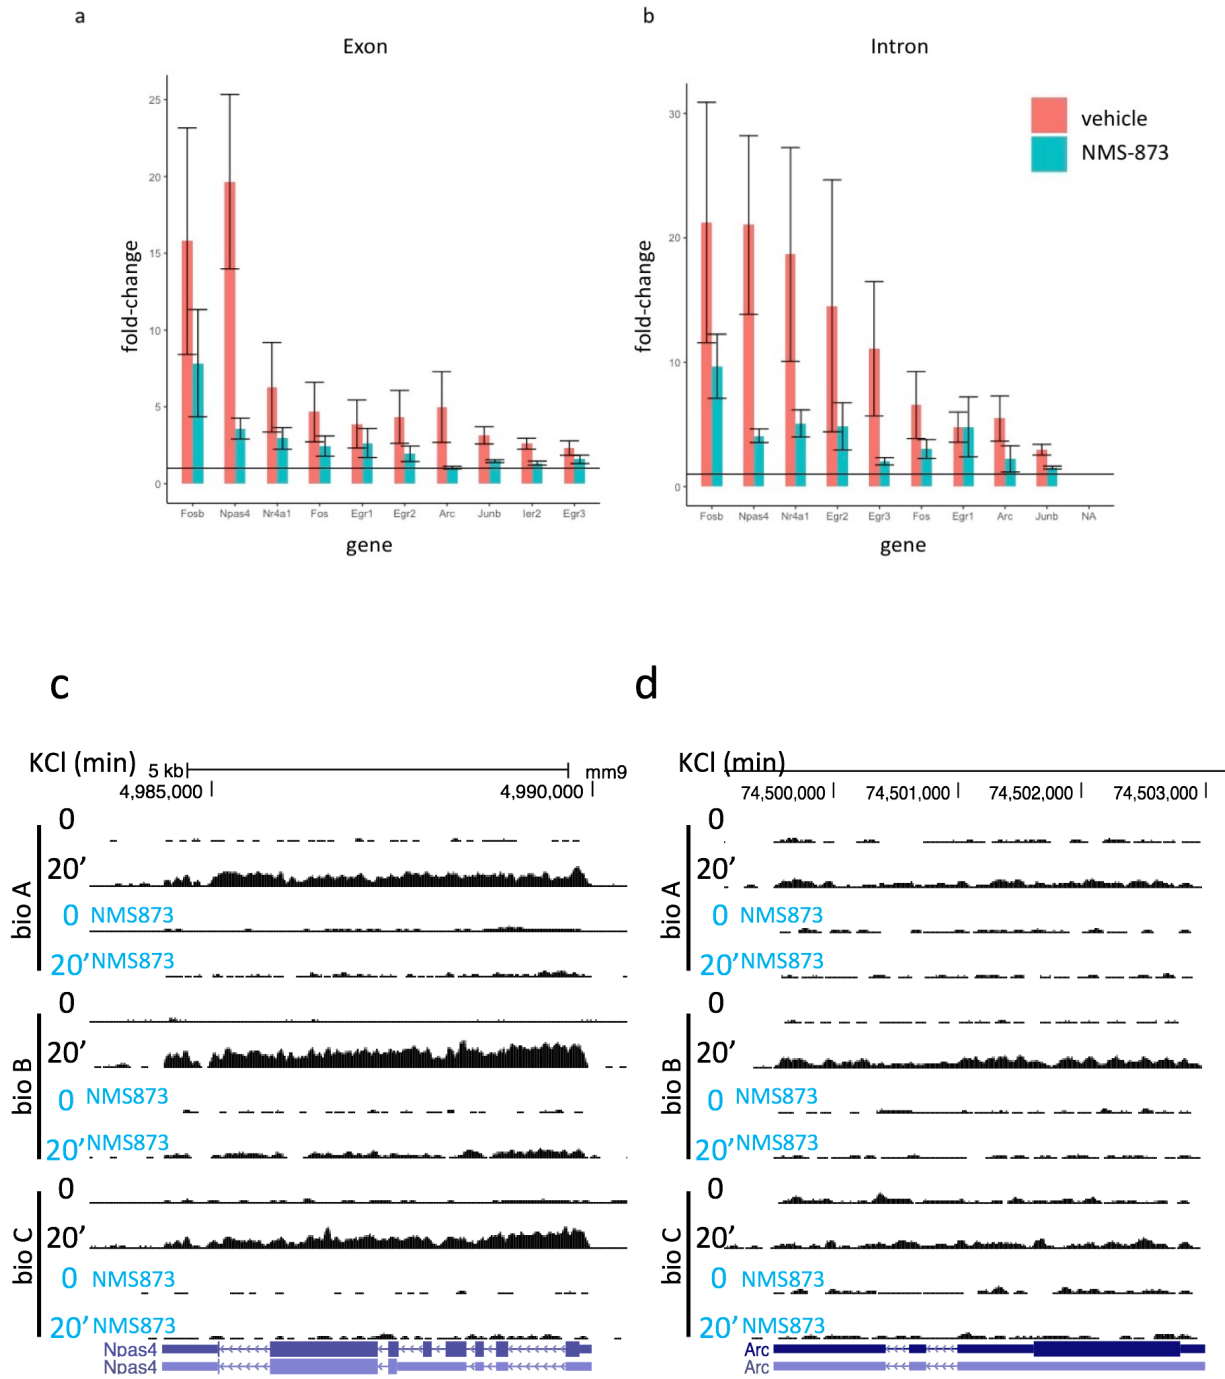 a
Exon
fold-change
25
20
15
10
5
0
Fosb Npas4 Nr4a1 Fos Egr1 Egr2 Arc Junb Ier2 Egr3
gene
b
Intron
fold-change
30
20
10
0
Fosb Npas4 Nr4a1 Egr2 Egr3 Fos Egr1 Arc Junb NA
gene
vehicle
NMS-873
c
KCl (min)
5 kb mm9
4,985,000 4,990,000
bio A
0
20’
0 NMS873
20’ NMS873
bio B
0
20’
0 NMS873
20’ NMS873
bio C
0
20’
0 NMS873
20’ NMS873
Npas4
Npas4
d
KCl (min)
74,500,000 74,501,000 74,502,000 74,503,000
bio A
0
20’
0 NMS873
20’ NMS873
bio B
0
20’
0 NMS873
20’ NMS873
bio C
0
20’
0 NMS873
20’ NMS873
Arc
Arc